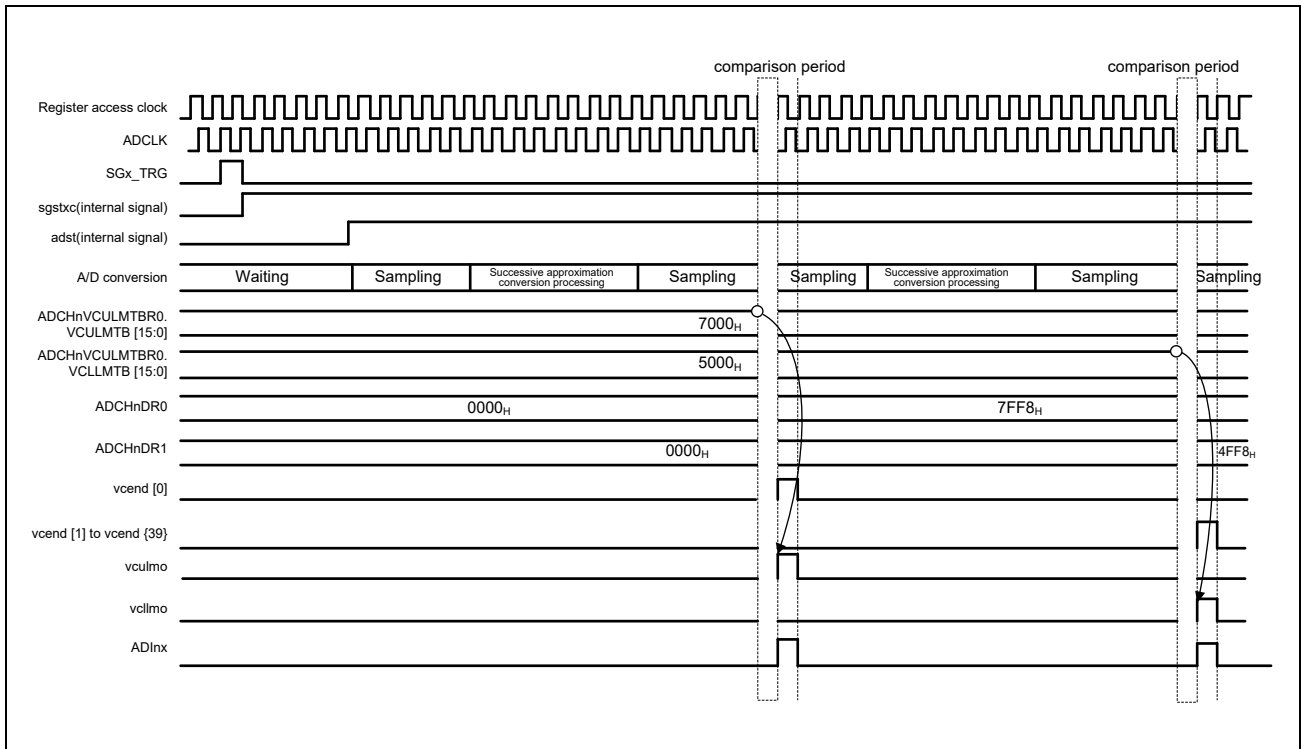 comparison period
comparison period
Register access clock
ADCLK
SGx_TRG
sgstxc(internal signal)
adst(internal signal)
A/D conversion
Waiting
Sampling
Successive approximation
conversion processing
Sampling
Sampling
Successive approximation
conversion processing
Sampling
Sampling
ADCHnVCULMTBR0.
VCULMTB [15:0]
7000H
ADCHnVCULMTBR0.
VCLLMTB [15:0]
5000H
ADCHnDR0
0000H
7FF8H
ADCHnDR1
0000H
4FF8H
vcend [0]
vcend [1] to vcend {39}
vculmo
vcllmo
ADInx